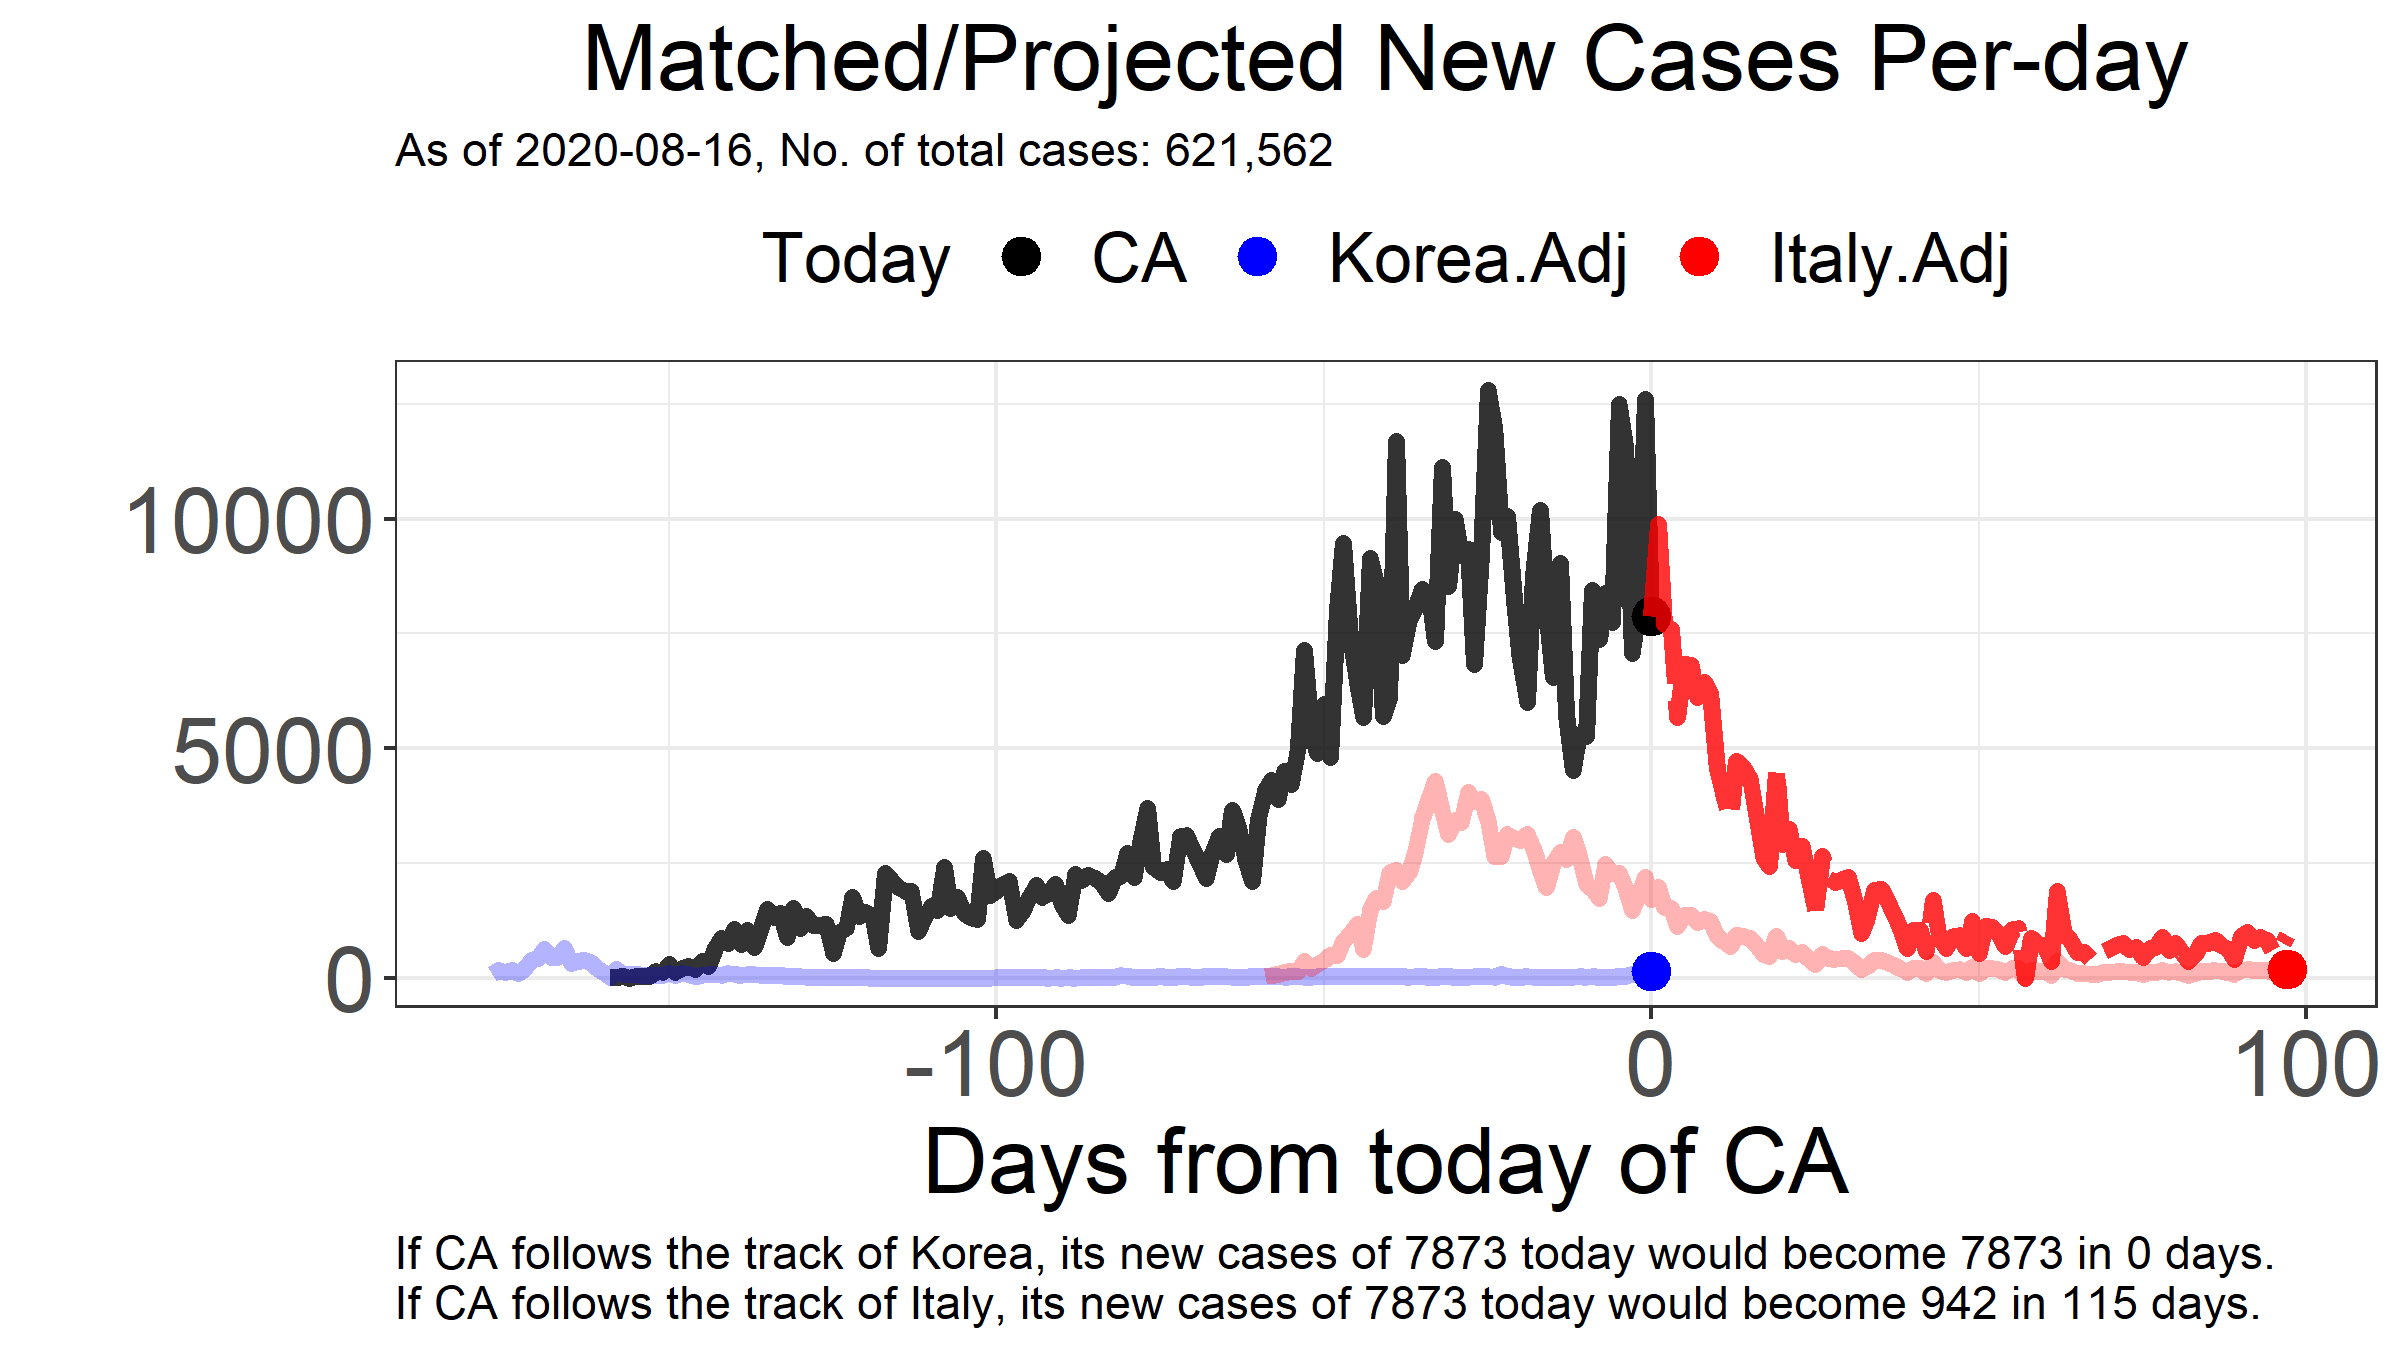 Matched/Projected New Cases Per-day
As of 2020-08-16, No. of total cases: 621,562
Today CA Korea.Adj Italy.Adj
10000
5000
0
-100 0 100
Days from today of CA
If CA follows the track of Korea, its new cases of 7873 today would become 7873 in 0 days.
If CA follows the track of Italy, its new cases of 7873 today would become 942 in 115 days.